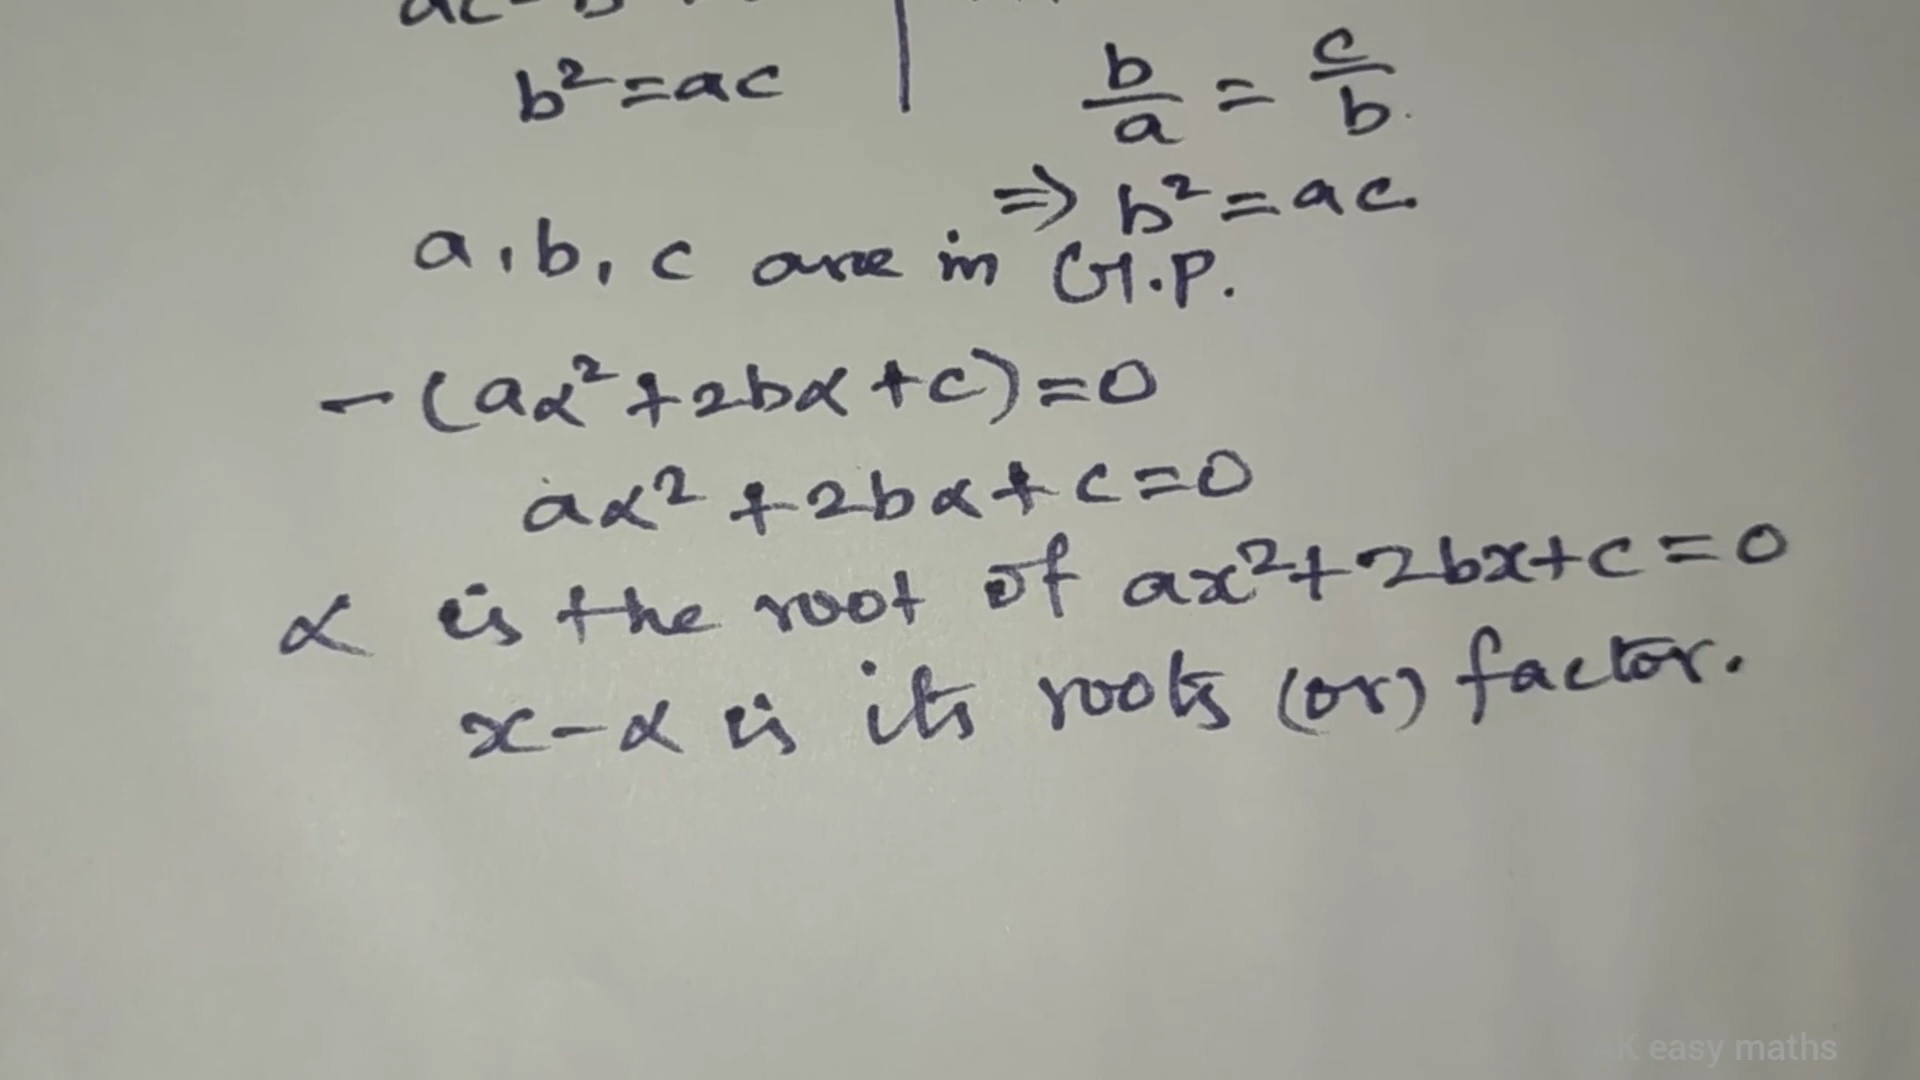 b²=ac
b/a = c/b
⇒ b²=ac
a, b, c are in G.P.
-(aα²+2bα+c)=0
aα²+2bα+c=0
α is the root of ax²+2bx+c=0
x-α is its roots (or) factor.
easy maths